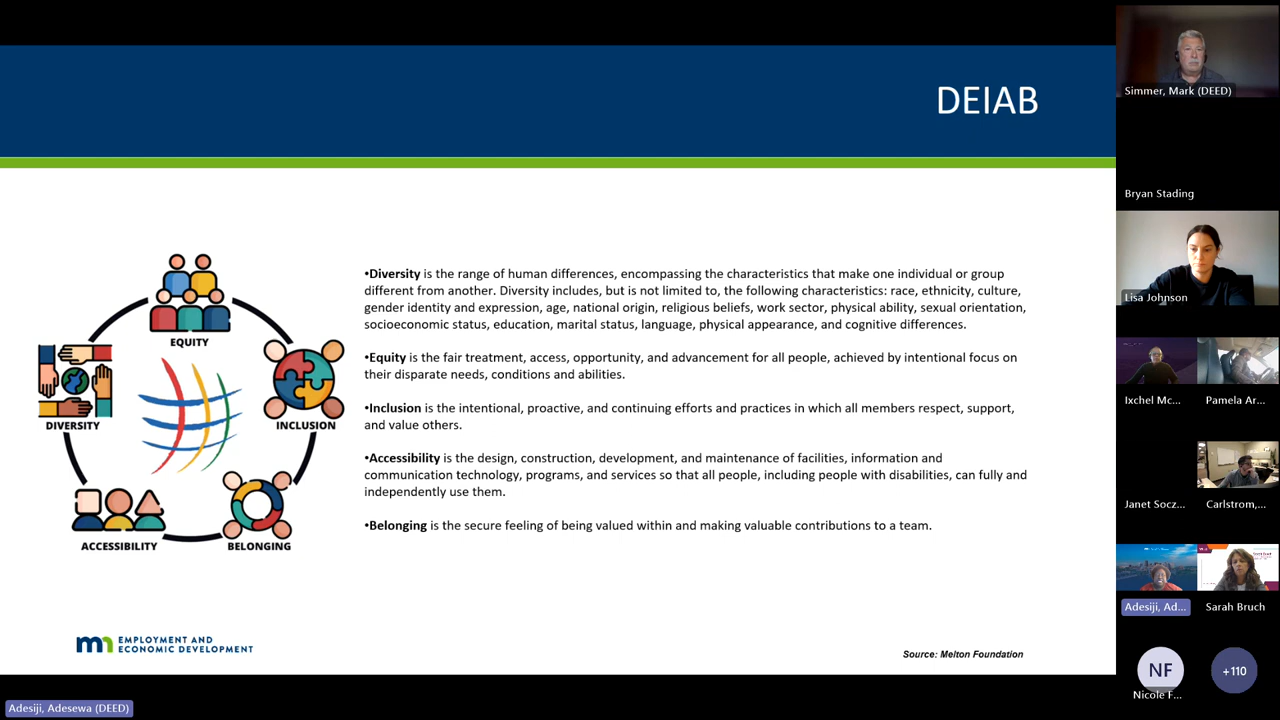 DEIAB
EQUITY
DIVERSITY
INCLUSION
ACCESSIBILITY
BELONGING
•Diversity is the range of human differences, encompassing the characteristics that make one individual or group
different from another. Diversity includes, but is not limited to, the following characteristics: race, ethnicity, culture,
gender identity and expression, age, national origin, religious beliefs, work sector, physical ability, sexual orientation,
socioeconomic status, education, marital status, language, physical appearance, and cognitive differences.
•Equity is the fair treatment, access, opportunity, and advancement for all people, achieved by intentional focus on
their disparate needs, conditions and abilities.
•Inclusion is the intentional, proactive, and continuing efforts and practices in which all members respect, support,
and value others.
•Accessibility is the design, construction, development, and maintenance of facilities, information and
communication technology, programs, and services so that all people, including people with disabilities, can fully and
independently use them.
•Belonging is the secure feeling of being valued within and making valuable contributions to a team.
mn EMPLOYMENT AND
ECONOMIC DEVELOPMENT
Source: Melton Foundation
Adesiji, Adesewa (DEED)
Simmer, Mark (DEED)
Bryan Stading
Lisa Johnson
Ixchel Mc...
Pamela Ar...
Janet Socz...
Carlstrom,...
Adesiji, Ad...
Sarah Bruch
NF
Nicole F...
+110